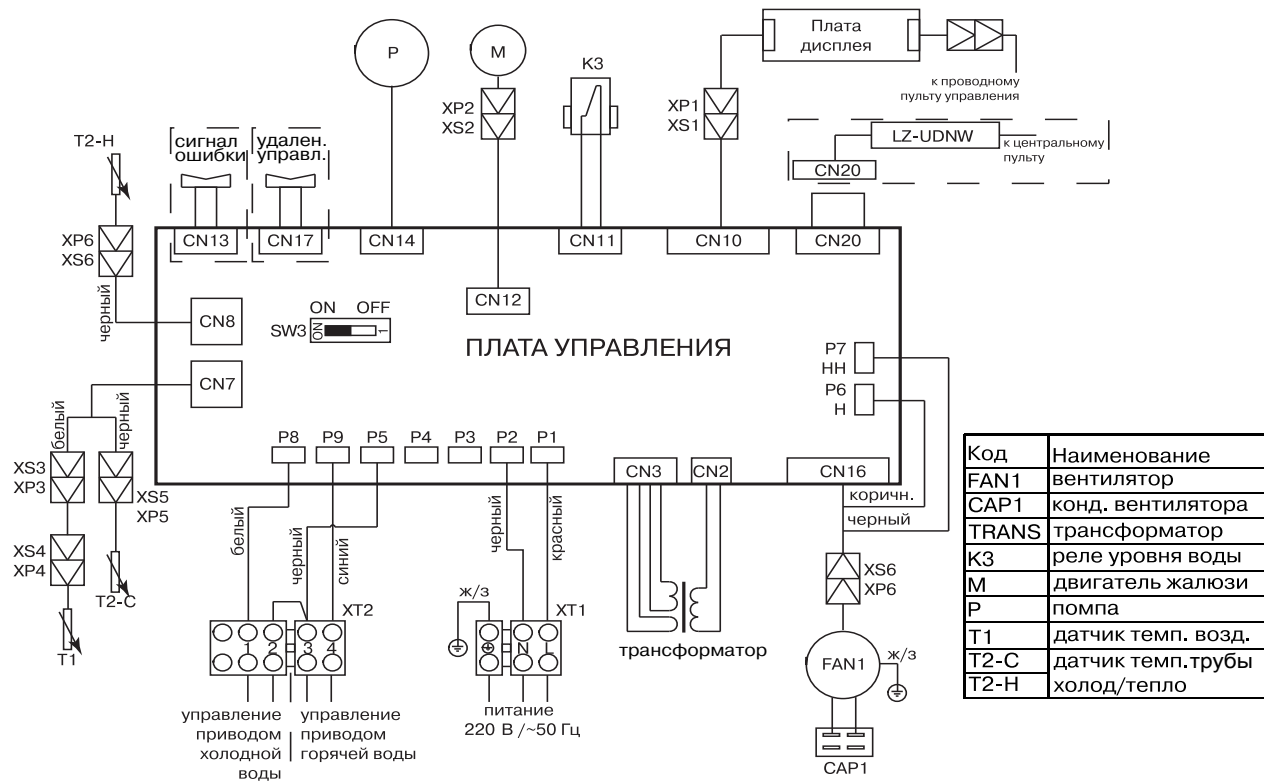 Плата
дисплея
P
M
K3
к проводному
пульту управления
XP2
XS2
XP1
XS1
LZ-UDNW
к центральному
пульту
CN20
T2-H
сигнал
ошибки
удален.
управл.
XP6
XS6
CN13
CN17
CN14
CN11
CN10
CN20
черный
CN8
CN12
ON OFF
SW3
ON
1
ПЛАТА УПРАВЛЕНИЯ
CN7
P7
HH
P6
H
белый
черный
P8
P9
P5
P4
P3
P2
P1
CN3
CN2
CN16
XS3
XP3
XS5
XP5
коричн.
черный
белый
черный
синий
черный
красный
XS4
XP4
T2-C
T1
XS6
XP6
ж/з
XT2
XT1
1
2
3
4
N
L
трансформатор
FAN1
ж/з
управление
приводом
холодной
воды
управление
приводом
горячей воды
питание
220 В /~50 Гц
CAP1
Код Наименование
FAN1 вентилятор
CAP1 конд. вентилятора
TRANS трансформатор
K3 реле уровня воды
M двигатель жалюзи
P помпа
T1 датчик темп. возд.
T2-C датчик темп.трубы
T2-H холод/тепло